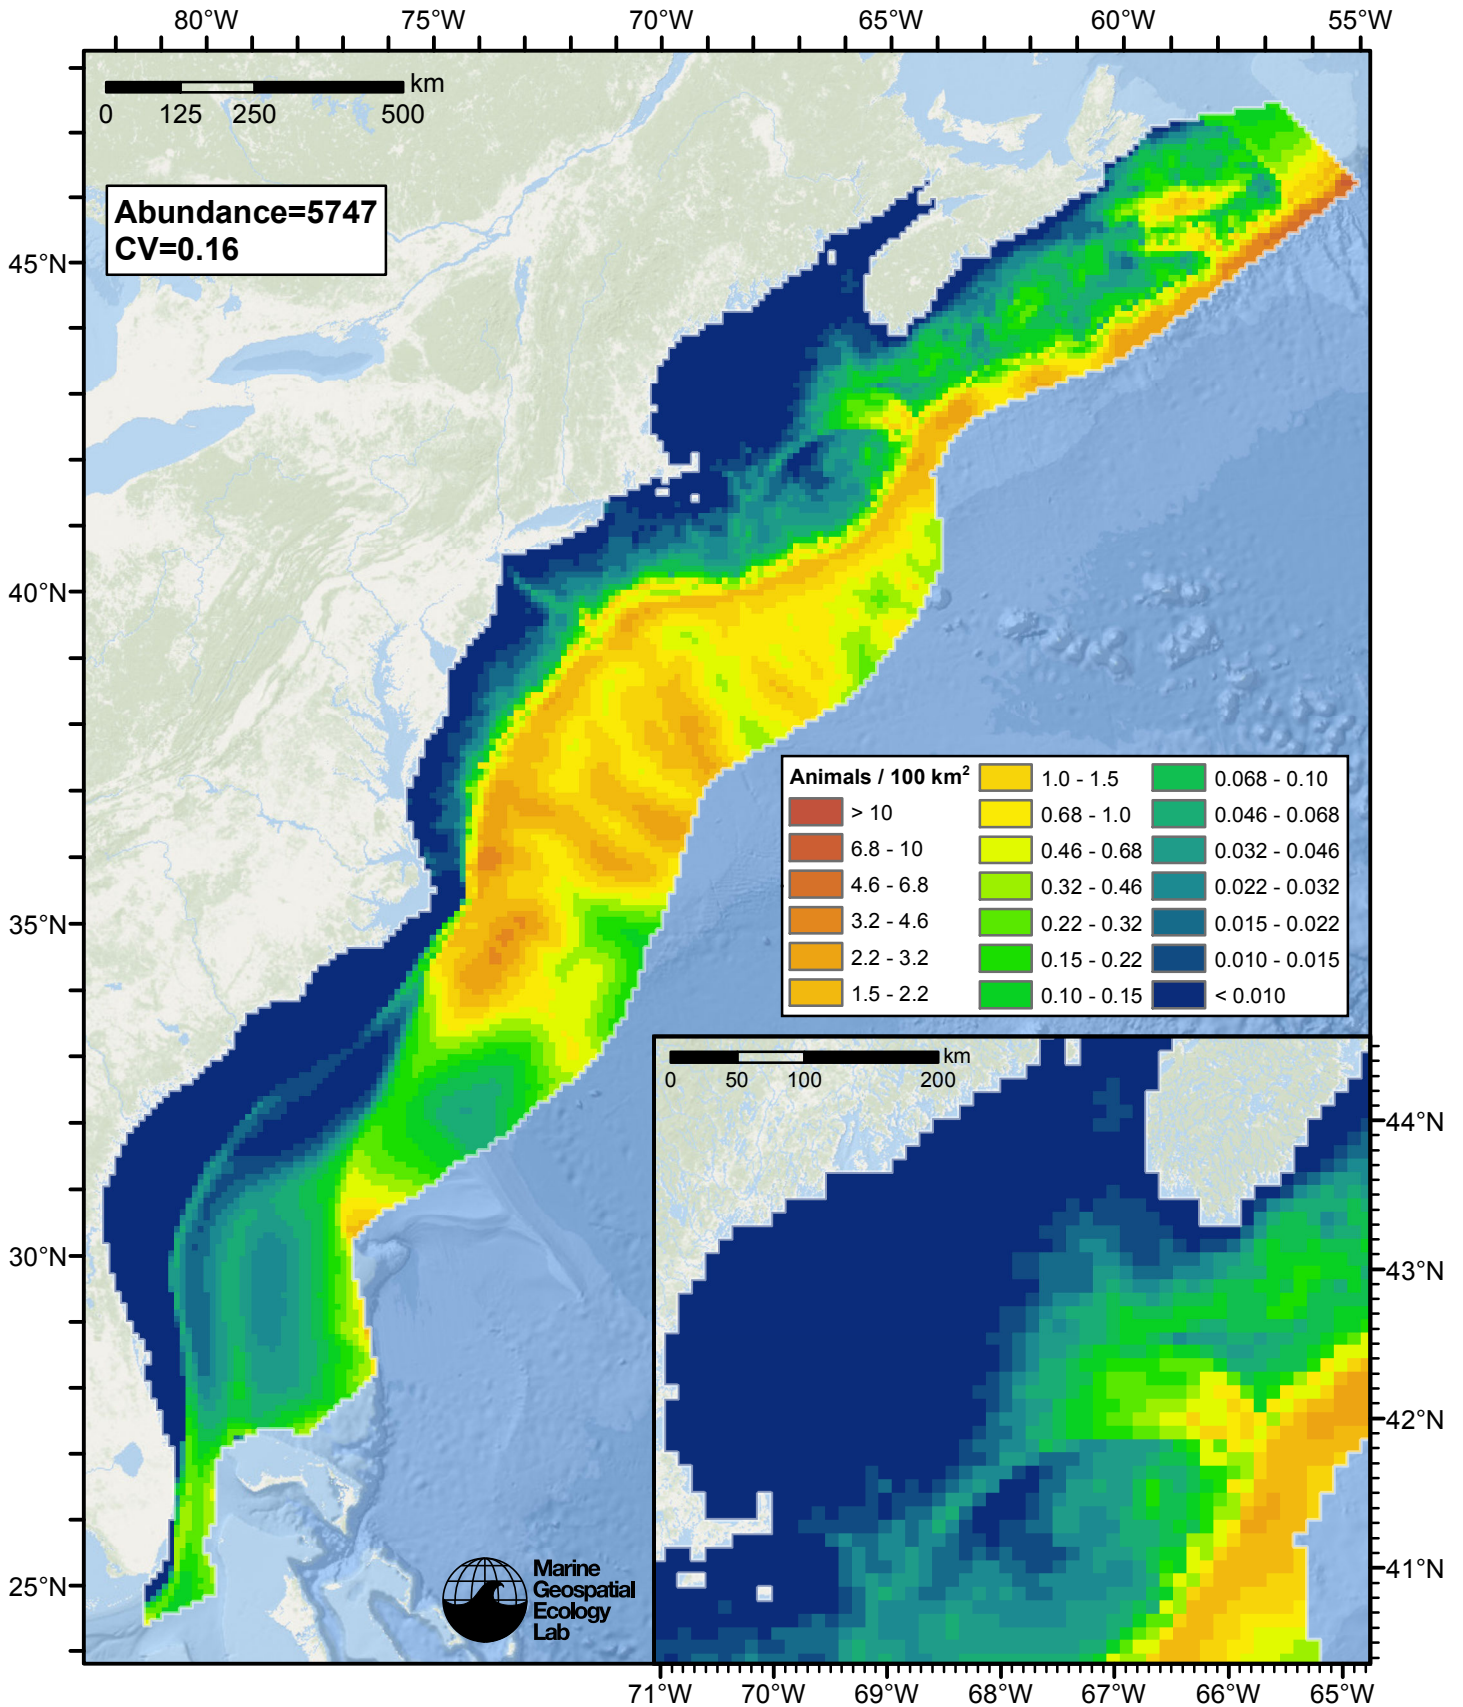 80°W 75°W 70°W 65°W 60°W 55°W
km
0 125 250 500
Abundance=5747
CV=0.16
45°N
40°N
35°N
30°N
25°N
Animals / 100 km²
> 10
6.8 - 10
4.6 - 6.8
3.2 - 4.6
2.2 - 3.2
1.5 - 2.2
1.0 - 1.5
0.68 - 1.0
0.46 - 0.68
0.32 - 0.46
0.22 - 0.32
0.15 - 0.22
0.10 - 0.15
0.068 - 0.10
0.046 - 0.068
0.032 - 0.046
0.022 - 0.032
0.015 - 0.022
0.010 - 0.015
< 0.010
km
0 50 100 200
44°N
43°N
42°N
41°N
Marine
Geospatial
Ecology
Lab
71°W 70°W 69°W 68°W 67°W 66°W 65°W